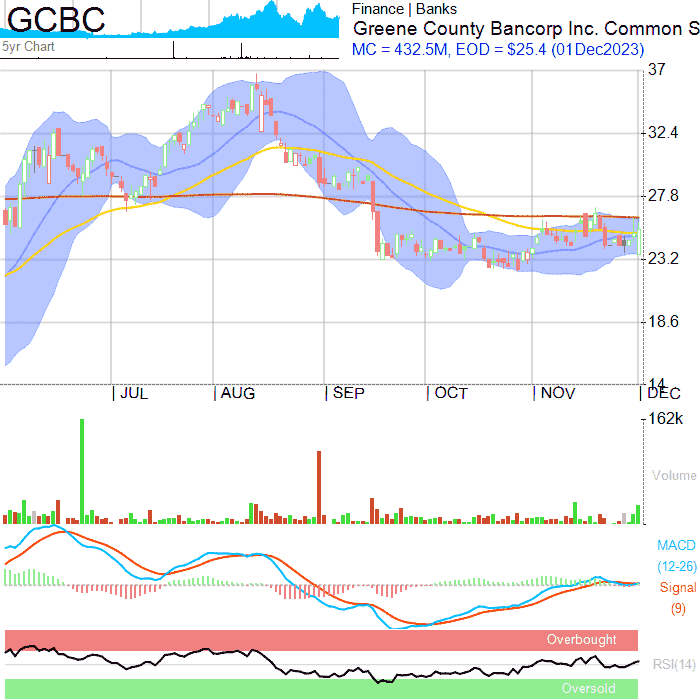 GCBC
5yr Chart
Finance | Banks
Greene County Bancorp Inc. Common S
MC = 432.5M, EOD = $25.4 (01Dec2023)
37
32.4
27.8
23.2
18.6
14
JUL AUG SEP OCT NOV DEC
162k
Volume
MACD
(12-26)
Signal
(9)
Overbought
RSI(14)
Oversold